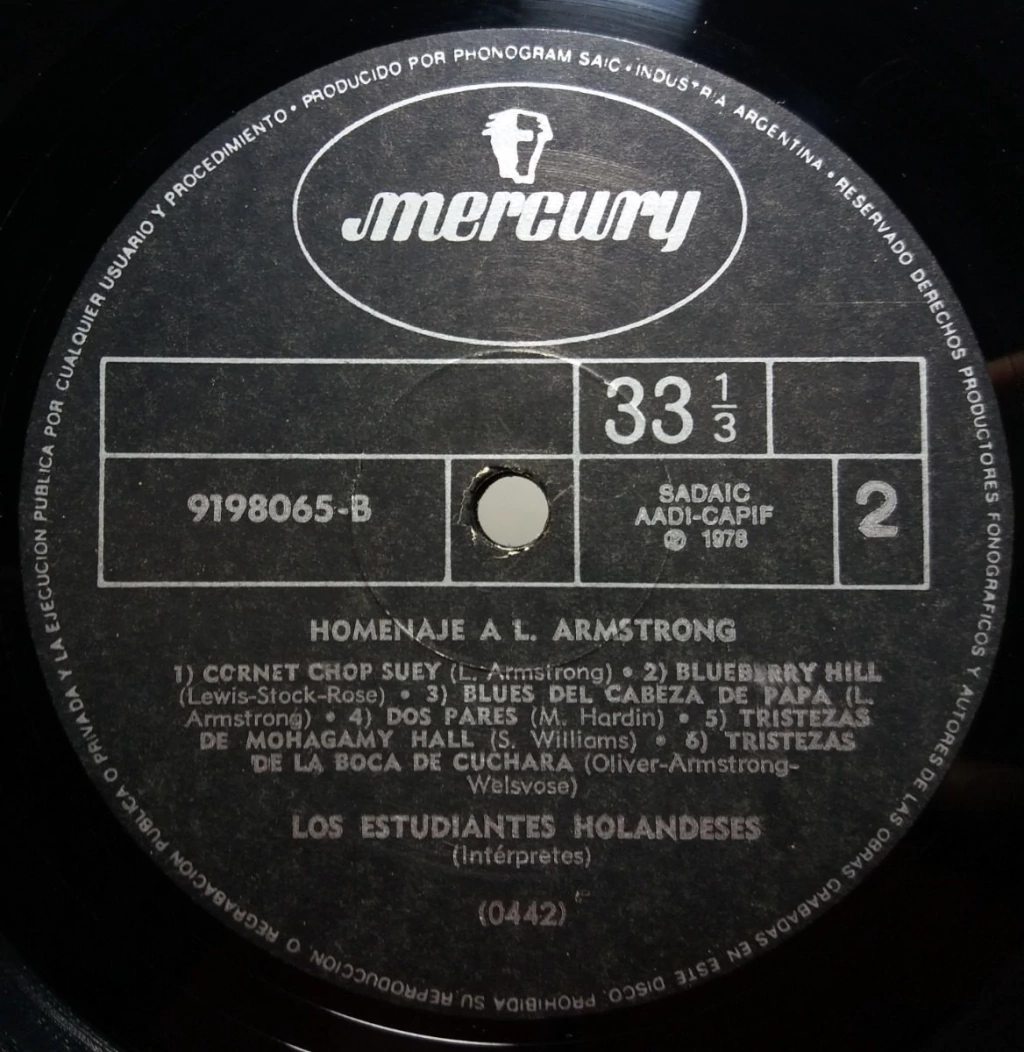 PRODUCIDO POR PHONOGRAM SAIC • INDUSTRIA ARGENTINA • RESERVADO DERECHOS PRODUCTORES FONOGRAFICOS Y AUTORES DE LAS OBRAS GRABADAS EN ESTE DISCO. PROHIBIDA SU REPRODUCCION, O REGRABACION PÚBLICA O PRIVADA Y LA EJECUCION PUBLICA POR CUALQUIER USUARIO Y PROCEDIMIENTO •
mercury
33 1/3
9198065-B
SADAIC
AADI-CAPIF
℗ 1978
2
HOMENAJE A L. ARMSTRONG
1) CORNET CHOP SUEY (L. Armstrong) • 2) BLUEBERRY HILL
(Lewis-Stock-Rose) • 3) BLUES DEL CABEZA DE PAPA (L.
Armstrong) • 4) DOS PARES (M. Hardin) • 5) TRISTEZAS
DE MOHAGAMY HALL (S. Williams) • 6) TRISTEZAS
DE LA BOCA DE CUCHARA (Oliver-Armstrong-
Welsvose)
LOS ESTUDIANTES HOLANDESES
(Intérpretes)
(0442)